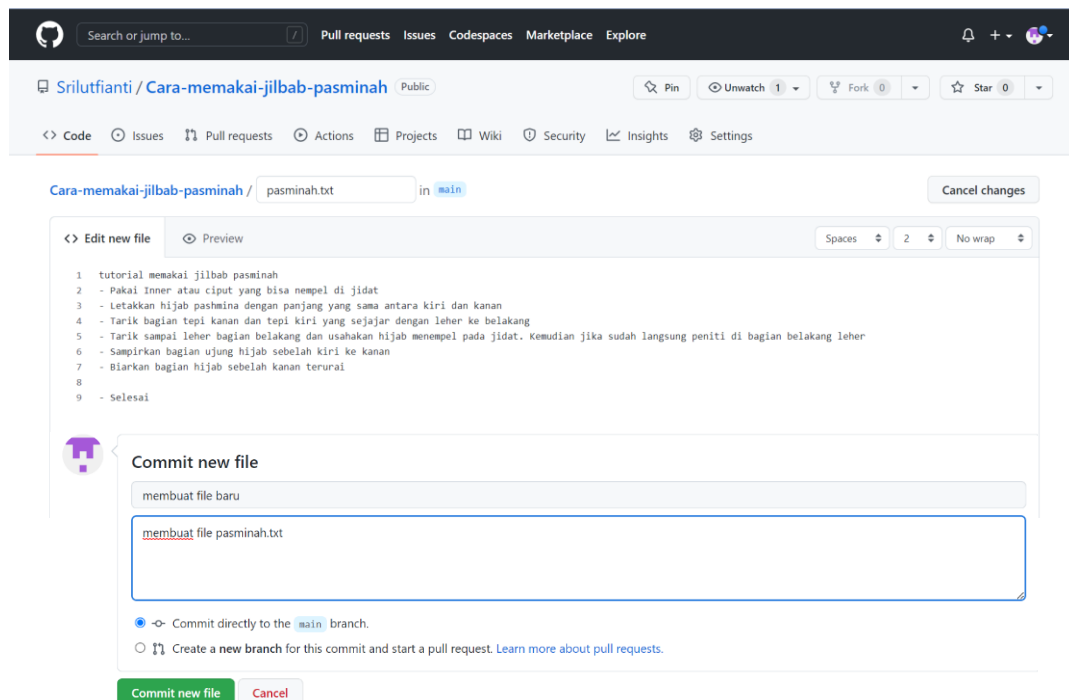 Search or jump to... / Pull requests Issues Codespaces Marketplace Explore
Srilutfianti / Cara-memakai-jilbab-pasminah Public Pin Unwatch 1 Fork 0 Star 0
Code Issues Pull requests Actions Projects Wiki Security Insights Settings
Cara-memakai-jilbab-pasminah / pasminah.txt in main Cancel changes
<> Edit new file Preview Spaces 2 No wrap
1 tutorial memakai jilbab pasminah
2 - Pakai Inner atau ciput yang bisa nempel di jidat
3 - Letakkan hijab pashmina dengan panjang yang sama antara kiri dan kanan
4 - Tarik bagian tepi kanan dan tepi kiri yang sejajar dengan leher ke belakang
5 - Tarik sampai leher bagian belakang dan usahakan hijab menempel pada jidat. Kemudian jika sudah langsung peniti di bagian belakang leher
6 - Sampirkan bagian ujung hijab sebelah kiri ke kanan
7 - Biarkan bagian hijab sebelah kanan terurai
8
9 - Selesai
Commit new file
membuat file baru
membuat file pasminah.txt
Commit directly to the main branch.
Create a new branch for this commit and start a pull request. Learn more about pull requests.
Commit new file Cancel